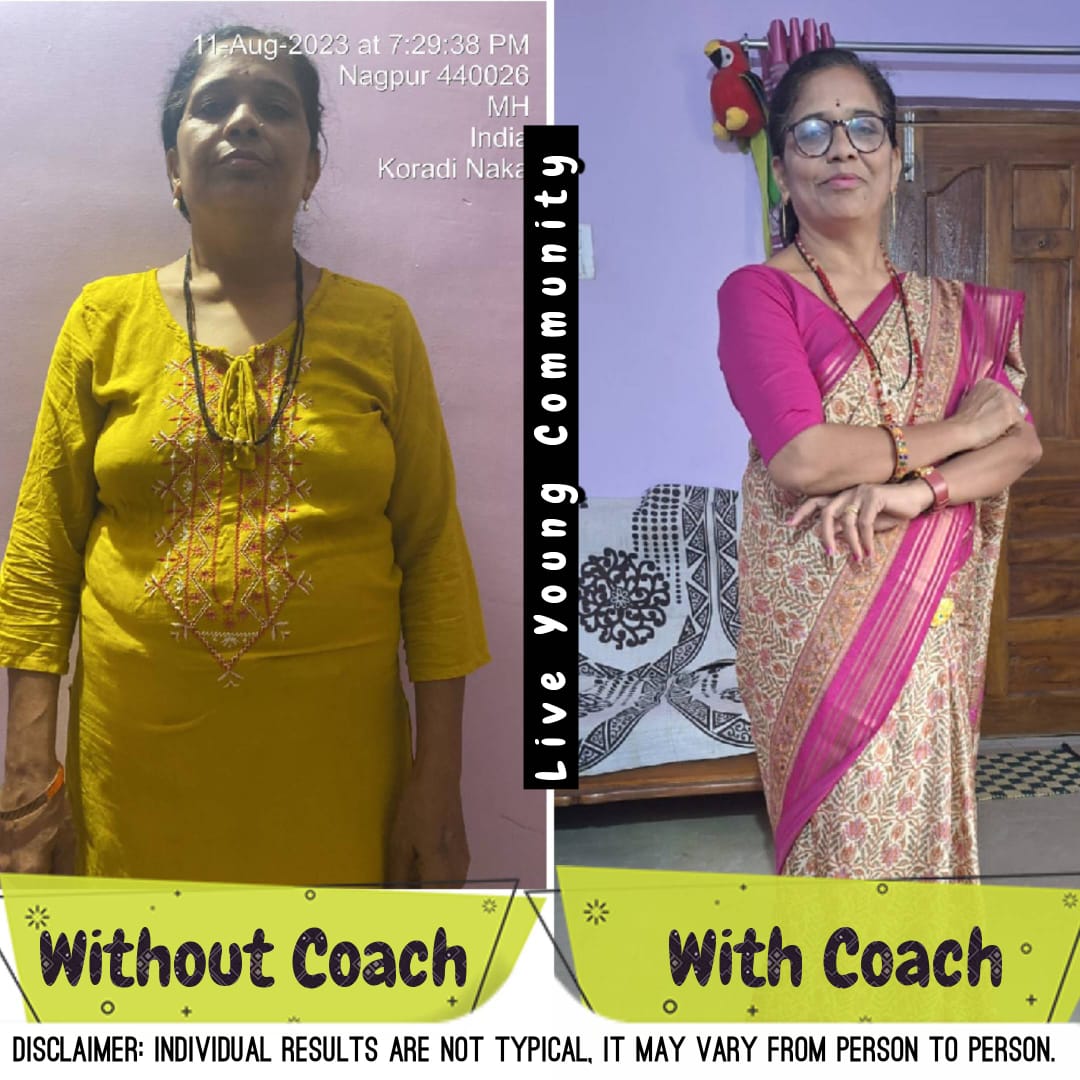 11-Aug-2023 at 7:29:38 PM
Nagpur 440026
MH
India
Koradi Naka
Live Young Community
Without Coach
With Coach
DISCLAIMER: INDIVIDUAL RESULTS ARE NOT TYPICAL, IT MAY VARY FROM PERSON TO PERSON.